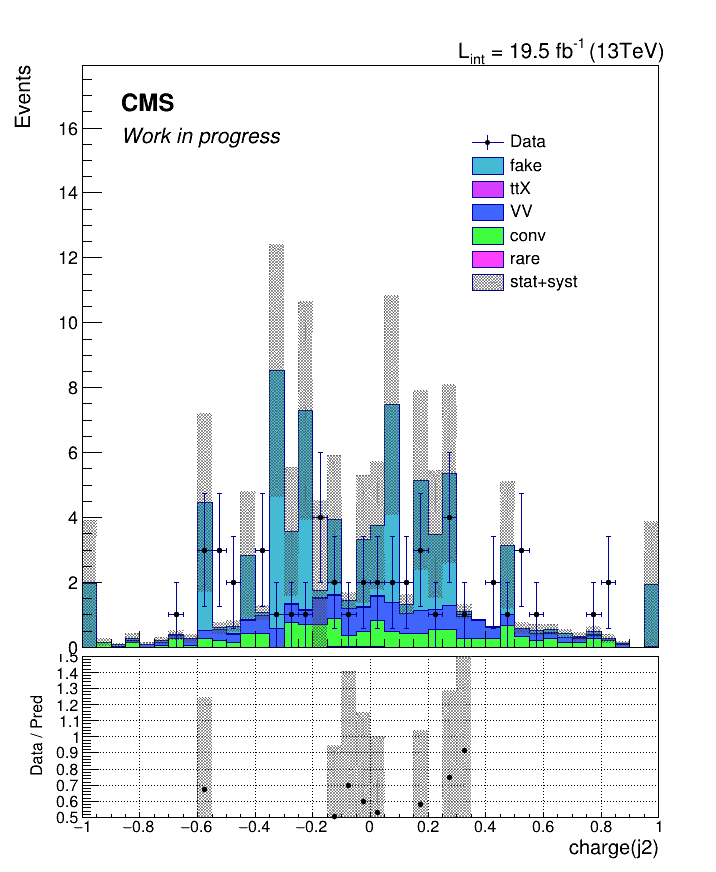 L_int = 19.5 fb^-1 (13TeV)
Events
CMS
Work in progress
Data
fake
ttX
VV
conv
rare
stat+syst
16
14
12
10
8
6
4
2
0
Data / Pred
1.5
1.4
1.3
1.2
1.1
1
0.9
0.8
0.7
0.6
0.5
−1 −0.8 −0.6 −0.4 −0.2 0 0.2 0.4 0.6 0.8 1
charge(j2)